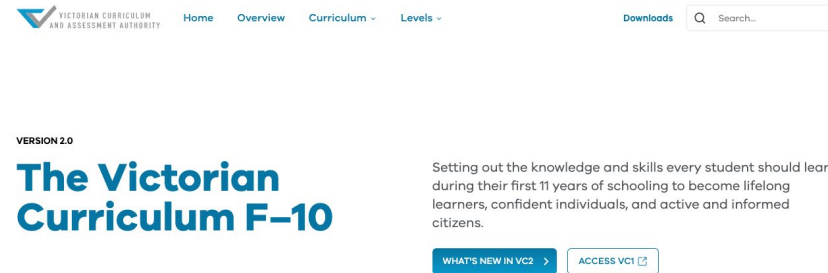 VICTORIAN CURRICULUM
AND ASSESSMENT AUTHORITY
Home Overview Curriculum Levels Downloads Search...
VERSION 2.0
The Victorian
Curriculum F–10
Setting out the knowledge and skills every student should
during their first 11 years of schooling to become lifelong
learners, confident individuals, and active and informed
citizens.
WHAT'S NEW IN VC2 ACCESS VC1